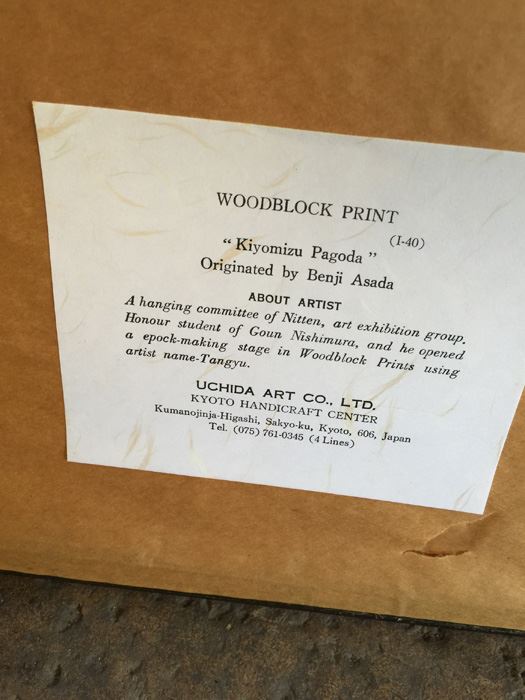 WOODBLOCK PRINT
(I-40)
“Kiyomizu Pagoda”
Originated by Benji Asada
ABOUT ARTIST
A hanging committee of Nitten, art exhibition group.
Honour student of Goun Nishimura, and he opened
a epock-making stage in Woodblock Prints using
artist name-Tangyu.
UCHIDA ART CO., LTD.
KYOTO HANDICRAFT CENTER
Kumanojinja-Higashi, Sakyo-ku, Kyoto, 606, Japan
Tel. (075) 761-0345 (4 Lines)